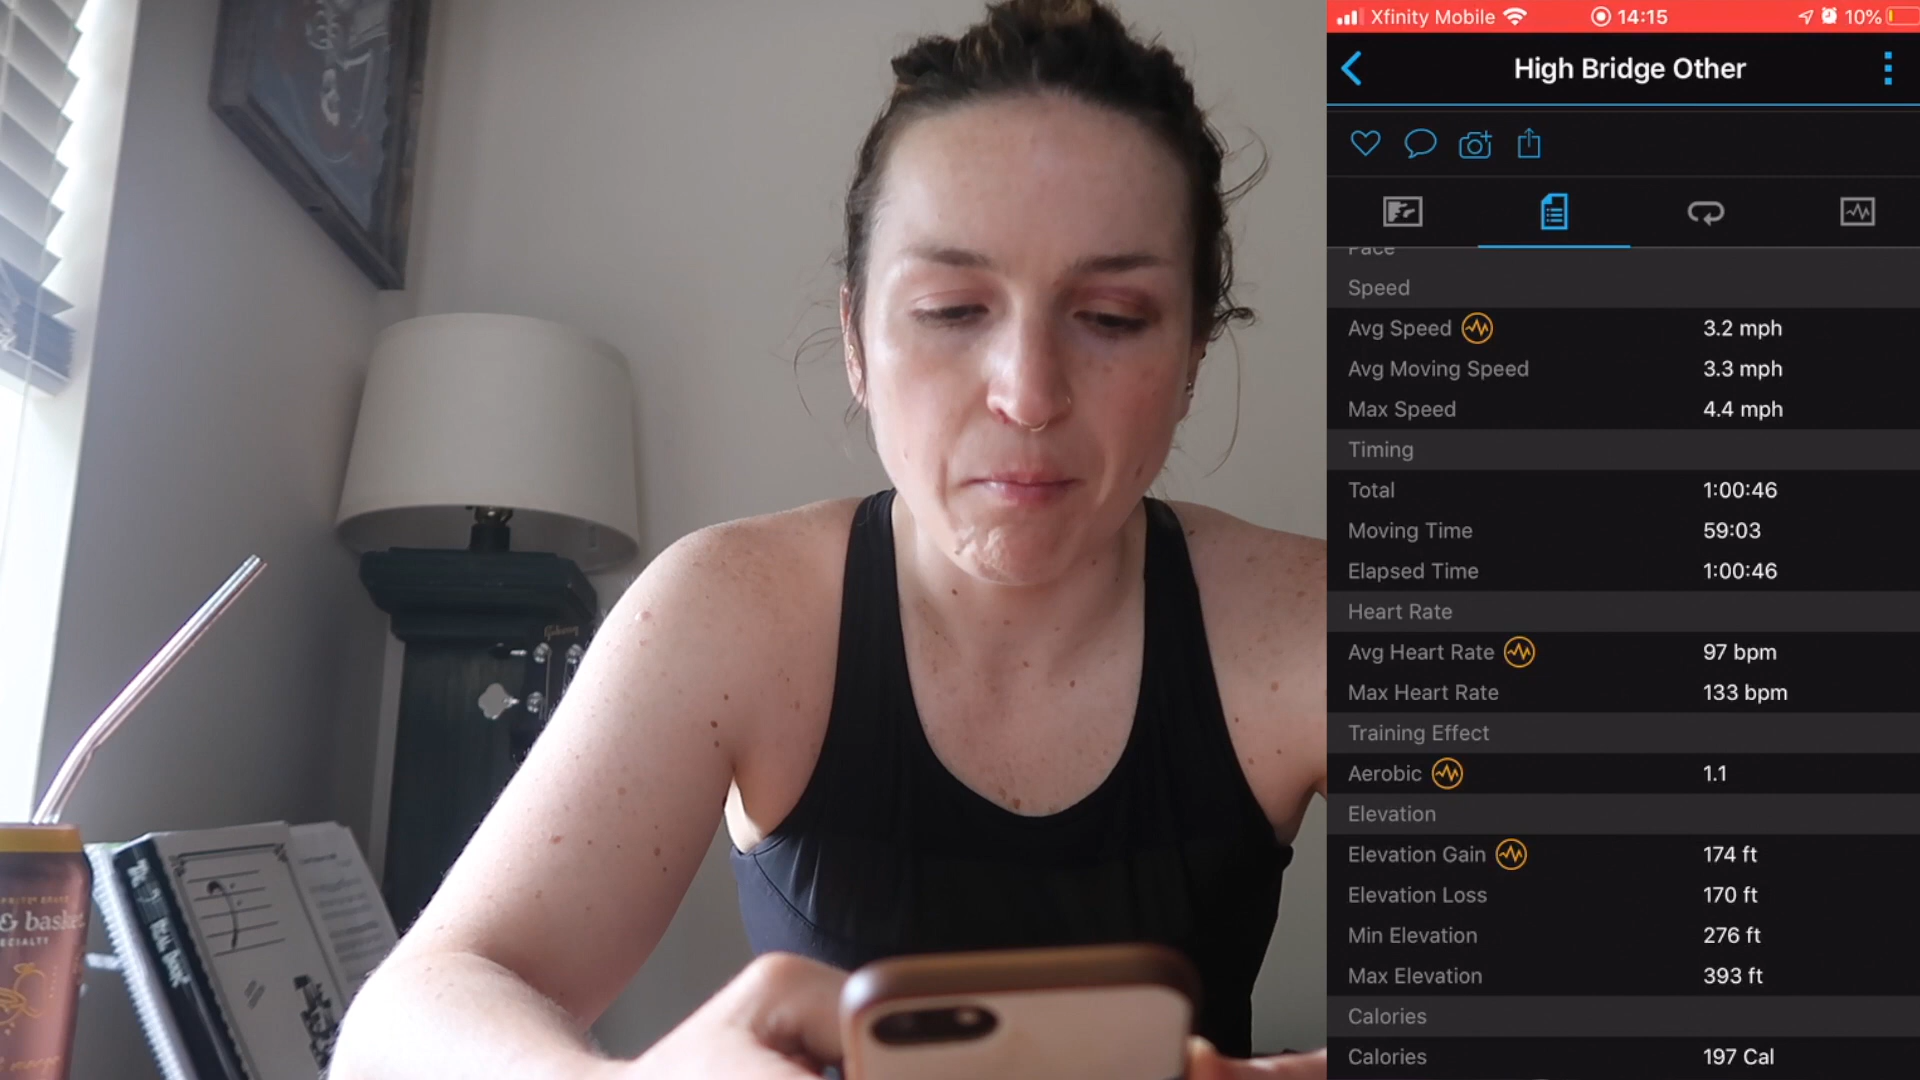 Xfinity Mobile 14:15 10%
High Bridge Other
Pace
Speed
Avg Speed 3.2 mph
Avg Moving Speed 3.3 mph
Max Speed 4.4 mph
Timing
Total 1:00:46
Moving Time 59:03
Elapsed Time 1:00:46
Heart Rate
Avg Heart Rate 97 bpm
Max Heart Rate 133 bpm
Training Effect
Aerobic 1.1
Elevation
Elevation Gain 174 ft
Elevation Loss 170 ft
Min Elevation 276 ft
Max Elevation 393 ft
Calories
Calories 197 Cal
Gibson
& basket
REAL